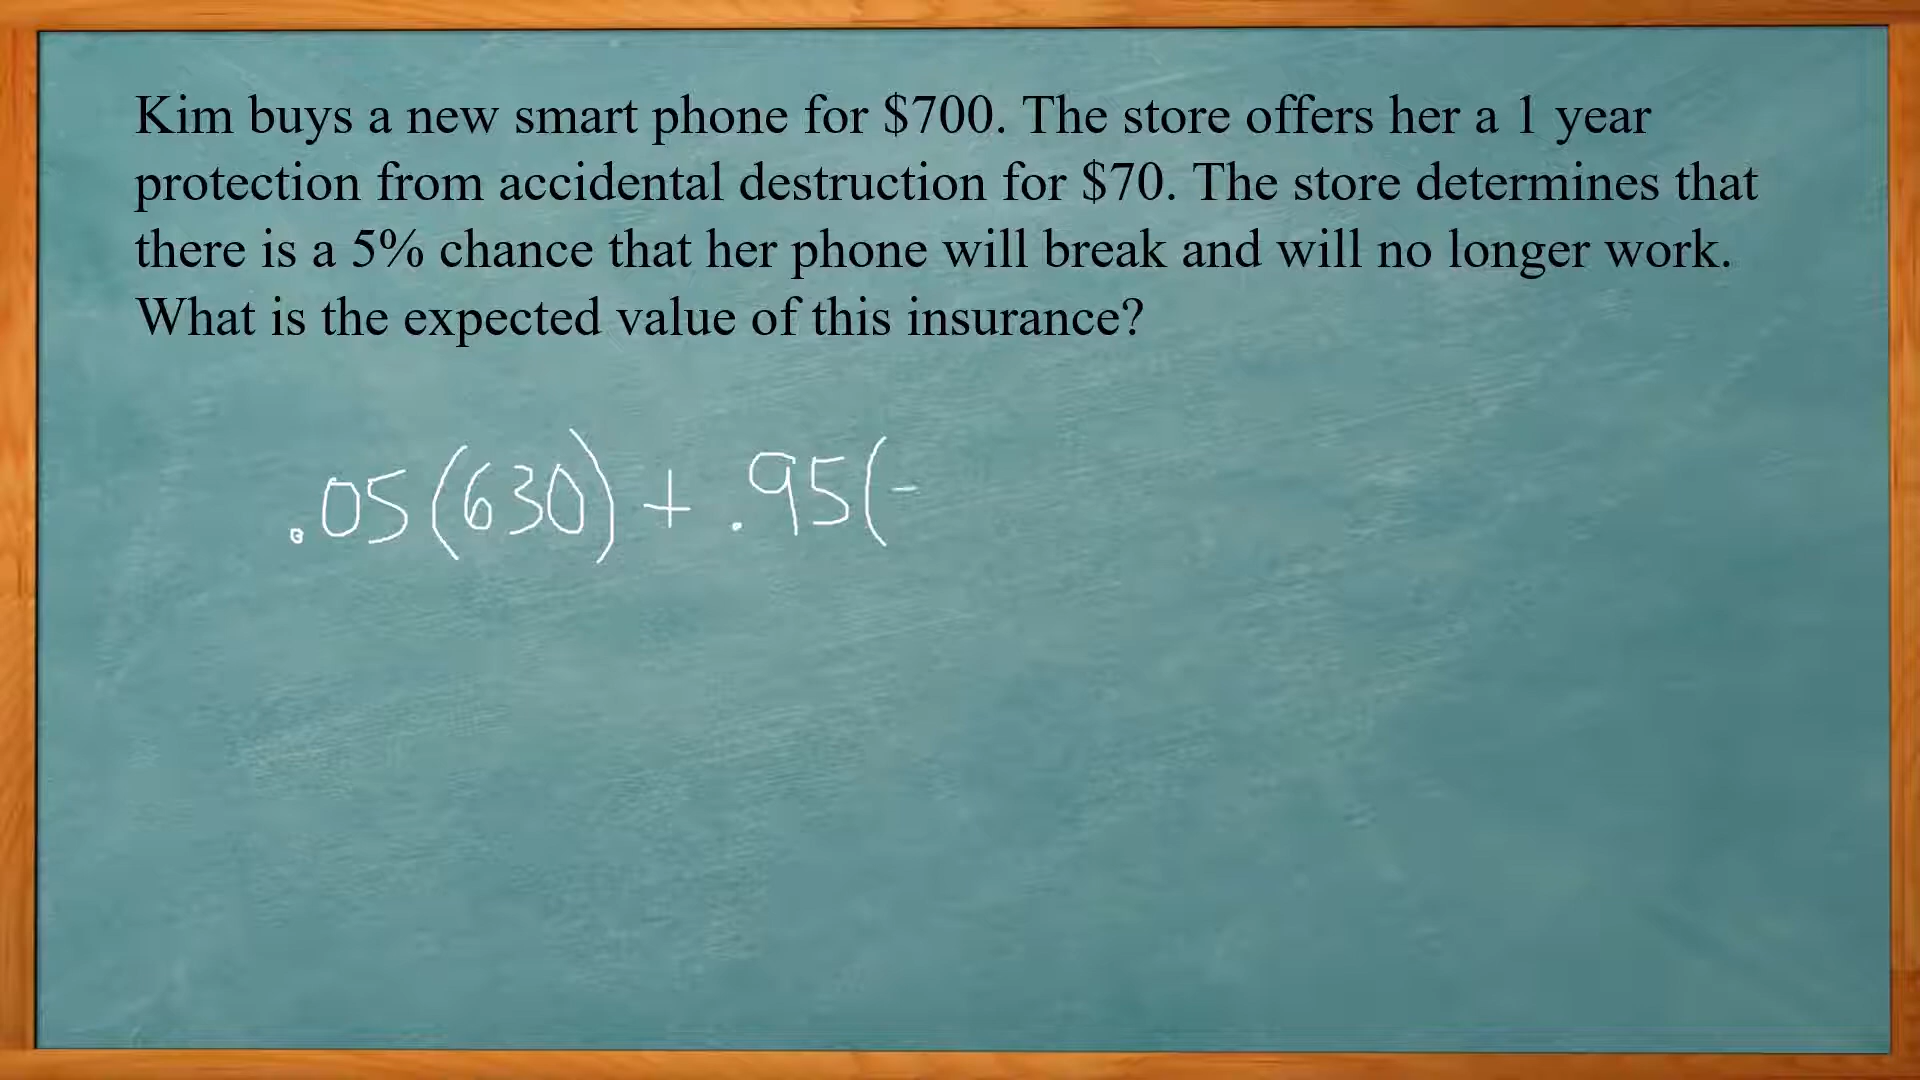 Kim buys a new smart phone for $700. The store offers her a 1 year
protection from accidental destruction for $70. The store determines that
there is a 5% chance that her phone will break and will no longer work.
What is the expected value of this insurance?
.05(630) + .95(-